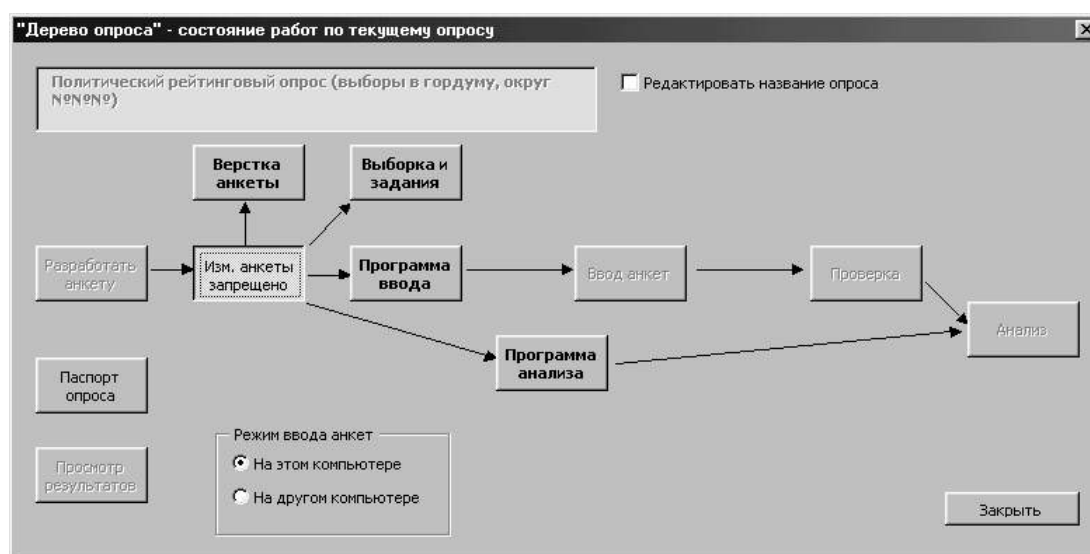 "Дерево опроса" - состояние работ по текущему опросу
Политический рейтинговый опрос (выборы в гордуму, округ
№№№)
Редактировать название опроса
Верстка
анкеты
Выборка и
задания
Разработать
анкету
Изм. анкеты
запрещено
Программа
ввода
Ввод анкет
Проверка
Анализ
Программа
анализа
Паспорт
опроса
Режим ввода анкет
На этом компьютере
На другом компьютере
Просмотр
результатов
Закрыть